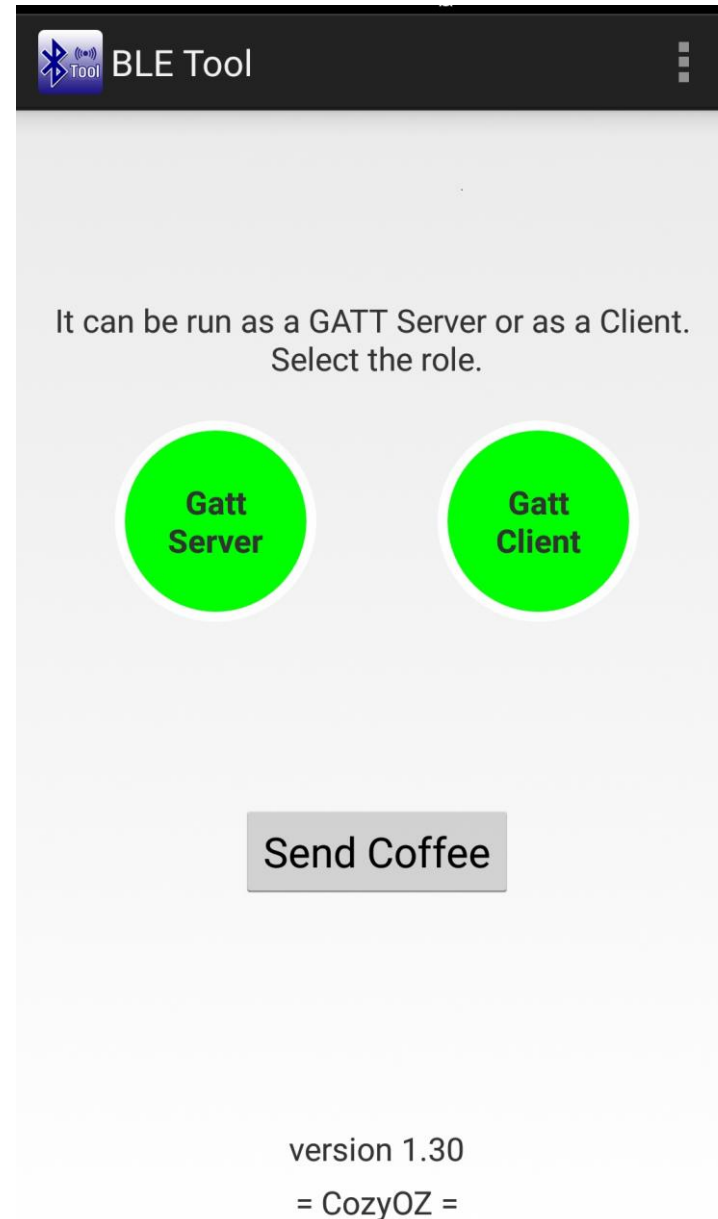 Tool
BLE Tool
It can be run as a GATT Server or as a Client.
Select the role.
Gatt
Server
Gatt
Client
Send Coffee
version 1.30
= CozyOZ =